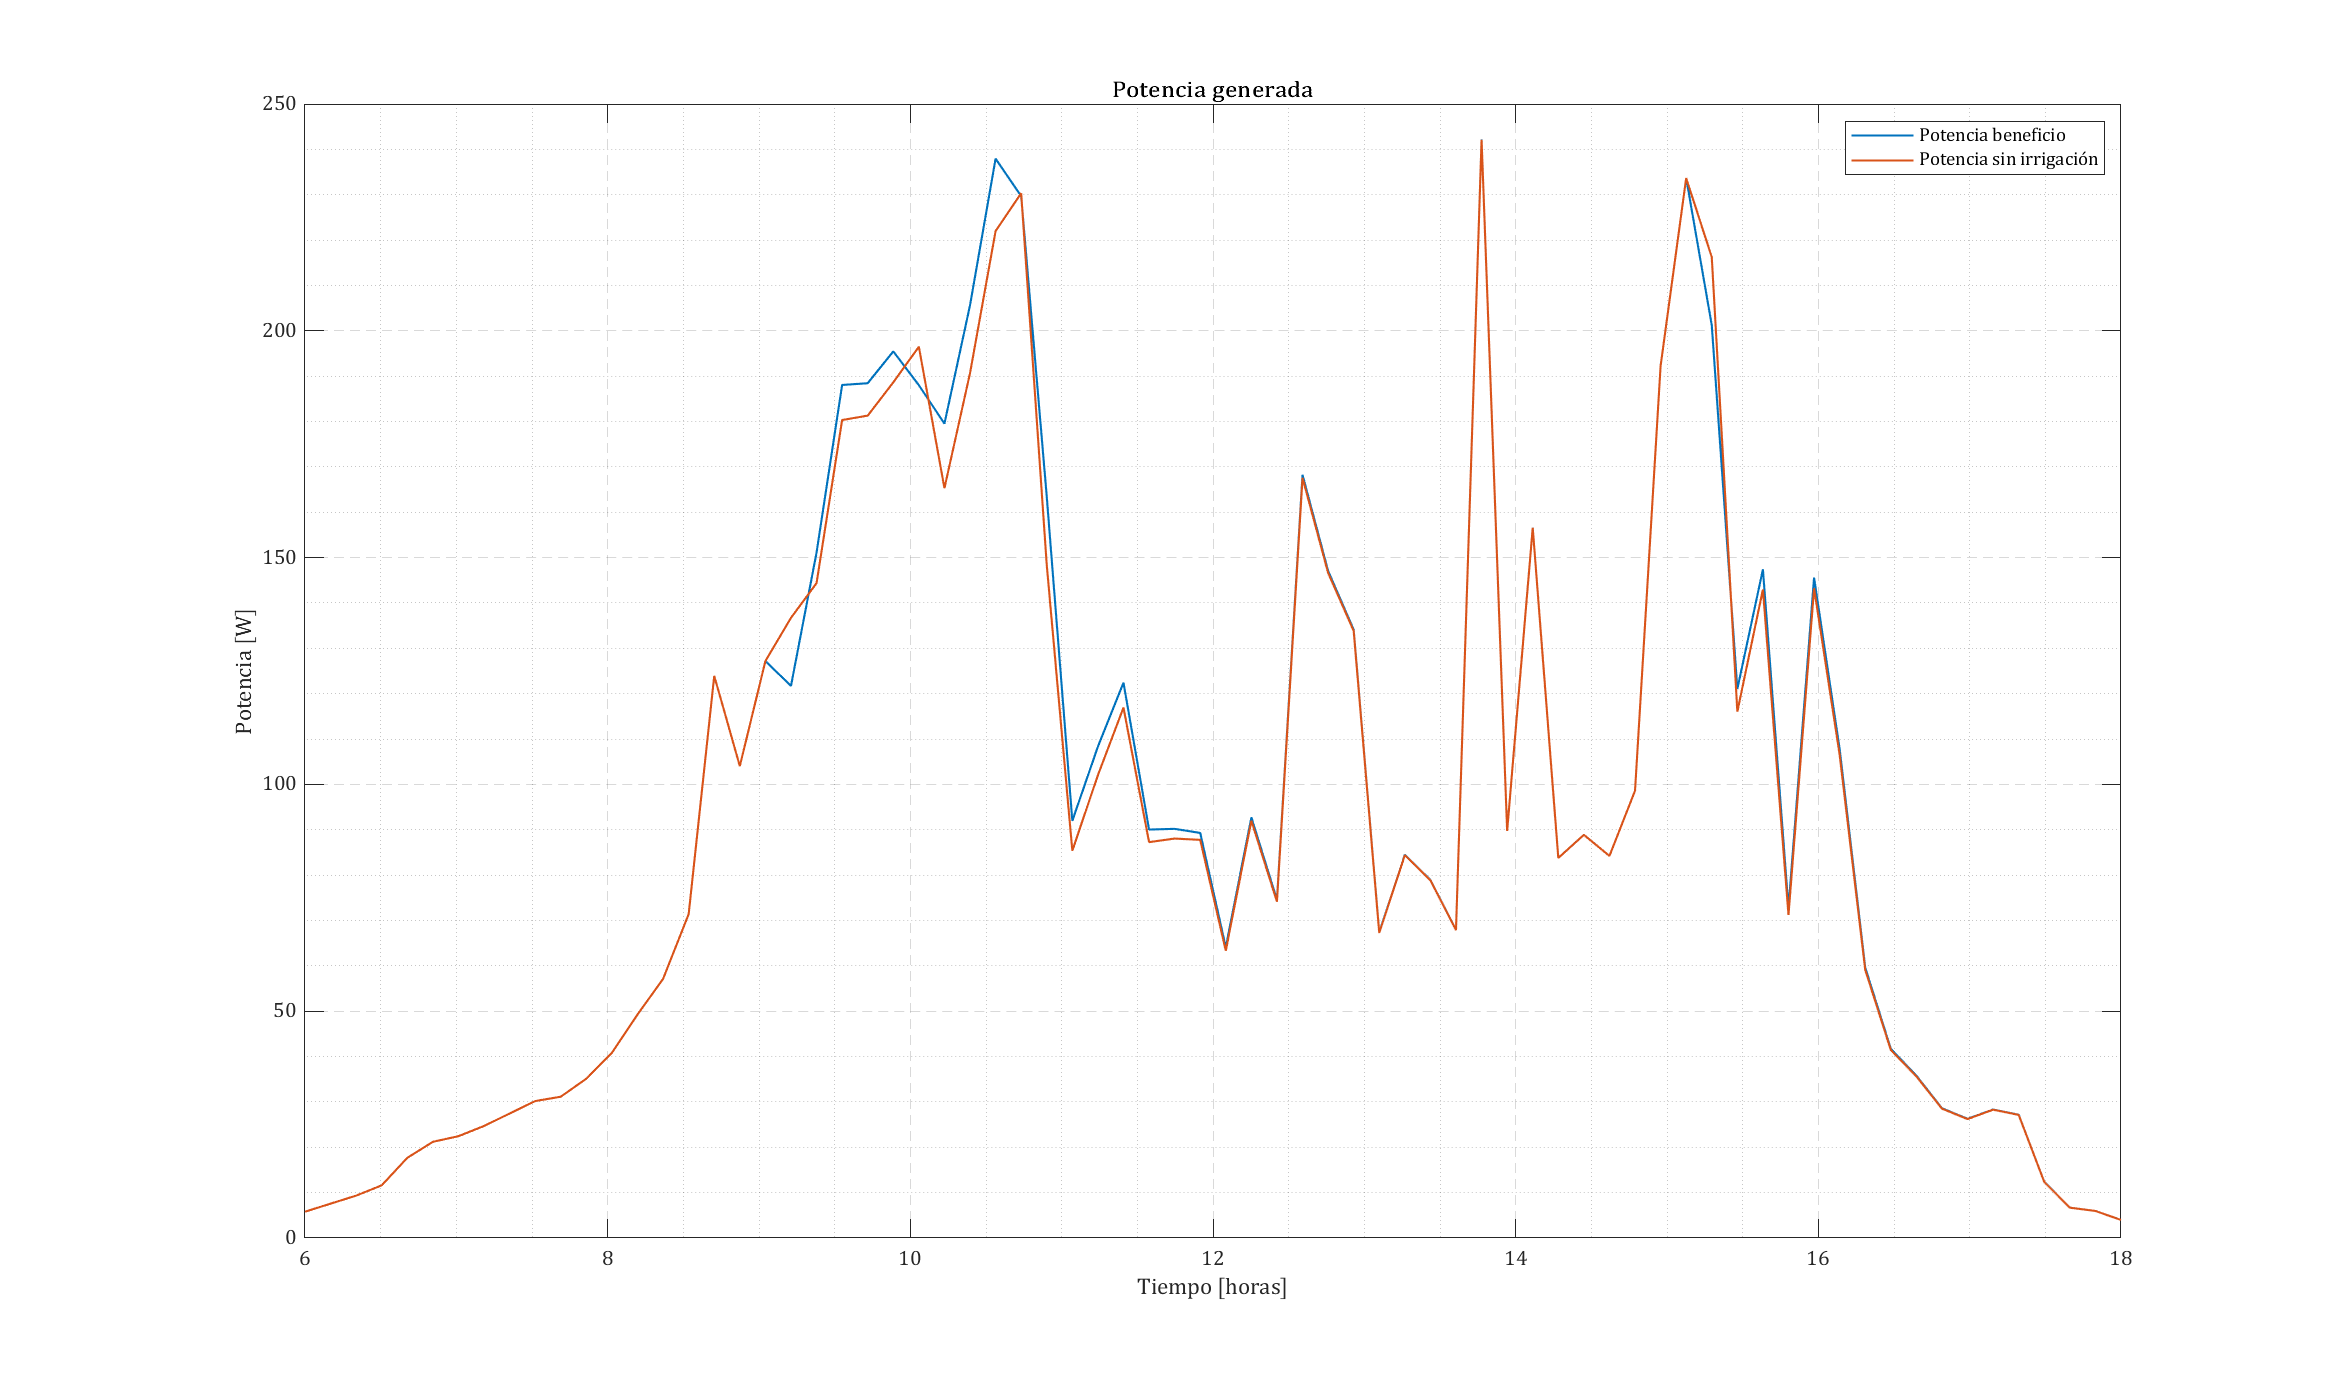 Potencia generada
250
200
150
100
50
0
Potencia [W]
Potencia beneficio
Potencia sin irrigación
6 8 10 12 14 16 18
Tiempo [horas]